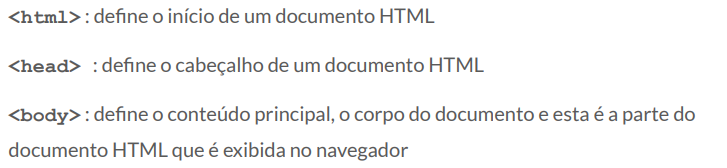 <html> : define o início de um documento HTML
<head> : define o cabeçalho de um documento HTML
<body> : define o conteúdo principal, o corpo do documento e esta é a parte do
documento HTML que é exibida no navegador